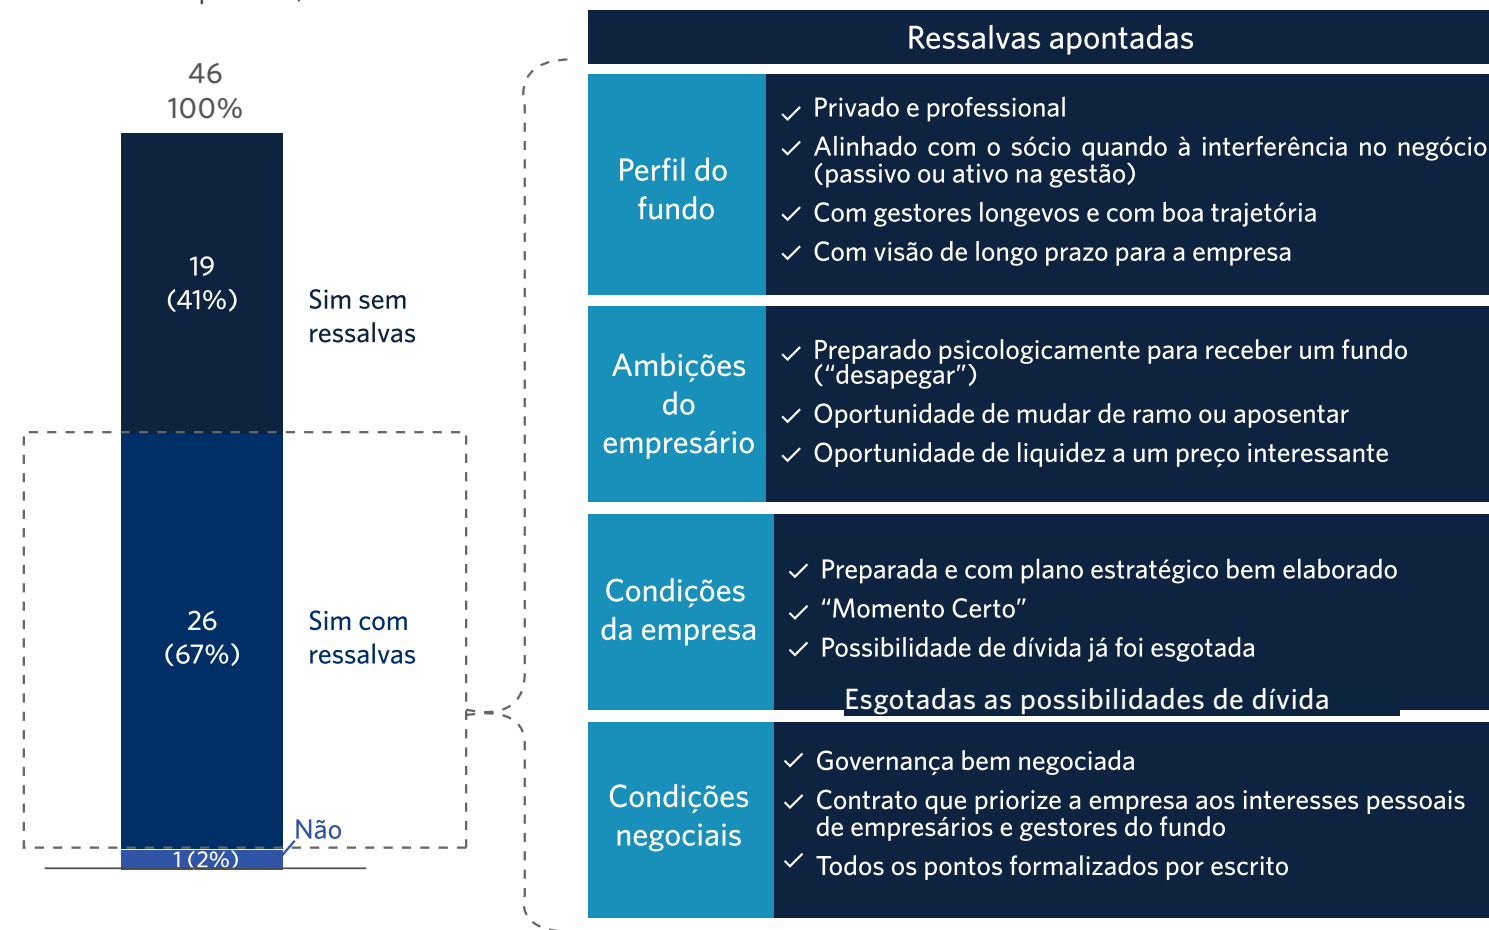 46
100%
19
(41%)
Sim sem
ressalvas
26
(67%)
Sim com
ressalvas
Não
1 (2%)
Ressalvas apontadas
Perfil do
fundo
Privado e professional
Alinhado com o sócio quando à interferência no negócio
(passivo ou ativo na gestão)
Com gestores longevos e com boa trajetória
Com visão de longo prazo para a empresa
Ambições
do
empresário
Preparado psicologicamente para receber um fundo
(“desapegar”)
Oportunidade de mudar de ramo ou aposentar
Oportunidade de liquidez a um preço interessante
Condições
da empresa
Preparada e com plano estratégico bem elaborado
“Momento Certo”
Possibilidade de dívida já foi esgotada
Esgotadas as possibilidades de dívida
Condições
negociais
Governança bem negociada
Contrato que priorize a empresa aos interesses pessoais
de empresários e gestores do fundo
Todos os pontos formalizados por escrito